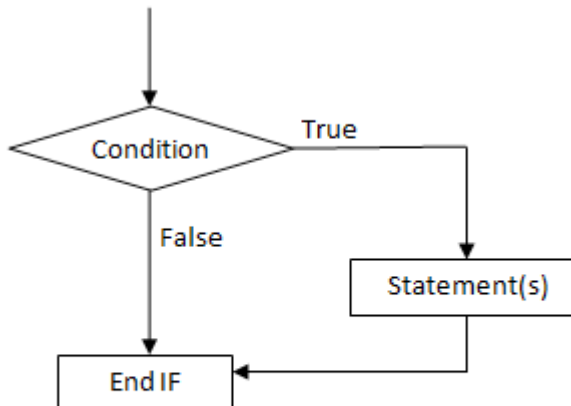 True
Condition
False
Statement(s)
End IF